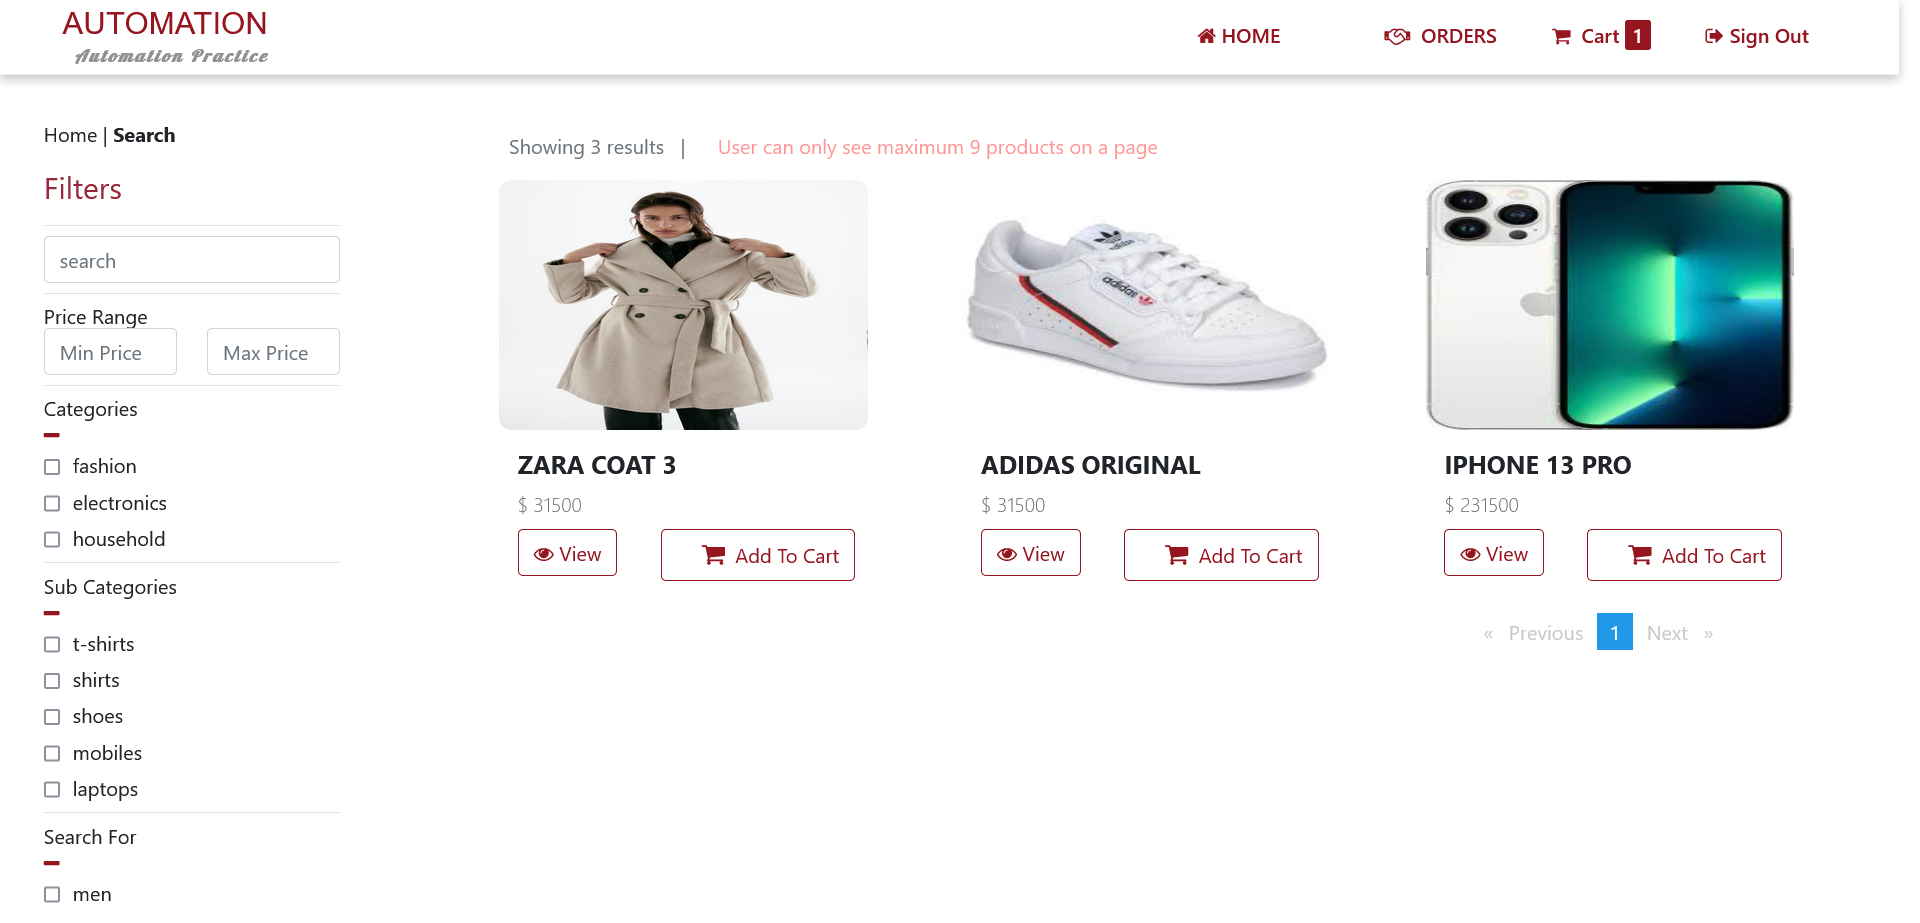 AUTOMATION
Automation Practice
HOME
ORDERS
Cart 1
Sign Out
Home | Search
Filters
search
Price Range
Min Price
Max Price
Categories
fashion
electronics
household
Sub Categories
t-shirts
shirts
shoes
mobiles
laptops
Search For
men
Showing 3 results |
User can only see maximum 9 products on a page
adidas
adidas
ZARA COAT 3
$ 31500
View
Add To Cart
ADIDAS ORIGINAL
$ 31500
View
Add To Cart
IPHONE 13 PRO
$ 231500
View
Add To Cart
« Previous 1 Next »